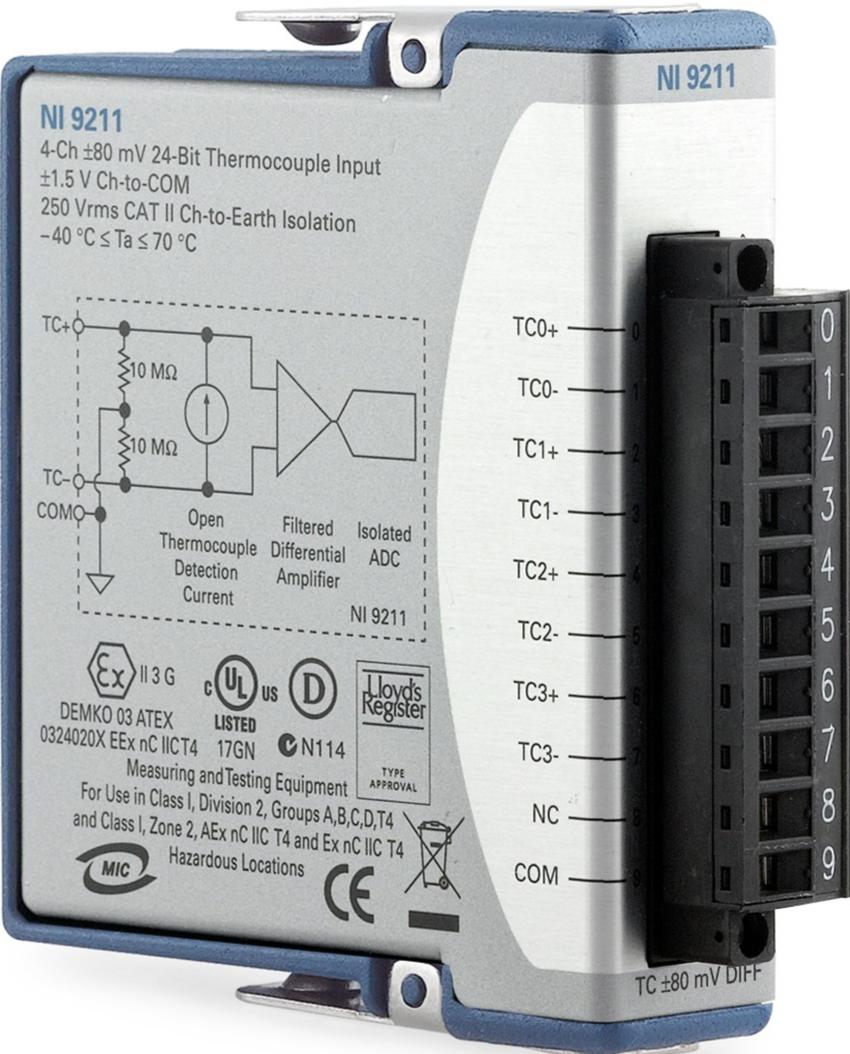 NI 9211
4-Ch ±80 mV 24-Bit Thermocouple Input
±1.5 V Ch-to-COM
250 Vrms CAT II Ch-to-Earth Isolation
–40 °C ≤ Ta ≤ 70 °C
TC+
10 MΩ
10 MΩ
TC–
COM
Open
Thermocouple
Detection
Current
Filtered
Differential
Amplifier
Isolated
ADC
NI 9211
Ex II 3 G
DEMKO 03 ATEX
0324020X EEx nC IICT4
C UL US
LISTED
17GN
D
N114
Lloyd's
Register
TYPE
APPROVAL
Measuring and Testing Equipment
For Use in Class I, Division 2, Groups A,B,C,D,T4
and Class I, Zone 2, AEx nC IIC T4 and Ex nC IIC T4
Hazardous Locations
MIC
CE
NI 9211
TC0+ 0 0
TC0- 1 1
TC1+ 2 2
TC1- 3 3
TC2+ 4 4
TC2- 5 5
TC3+ 6 6
TC3- 7 7
NC 8 8
COM 9 9
TC ±80 mV DIFF